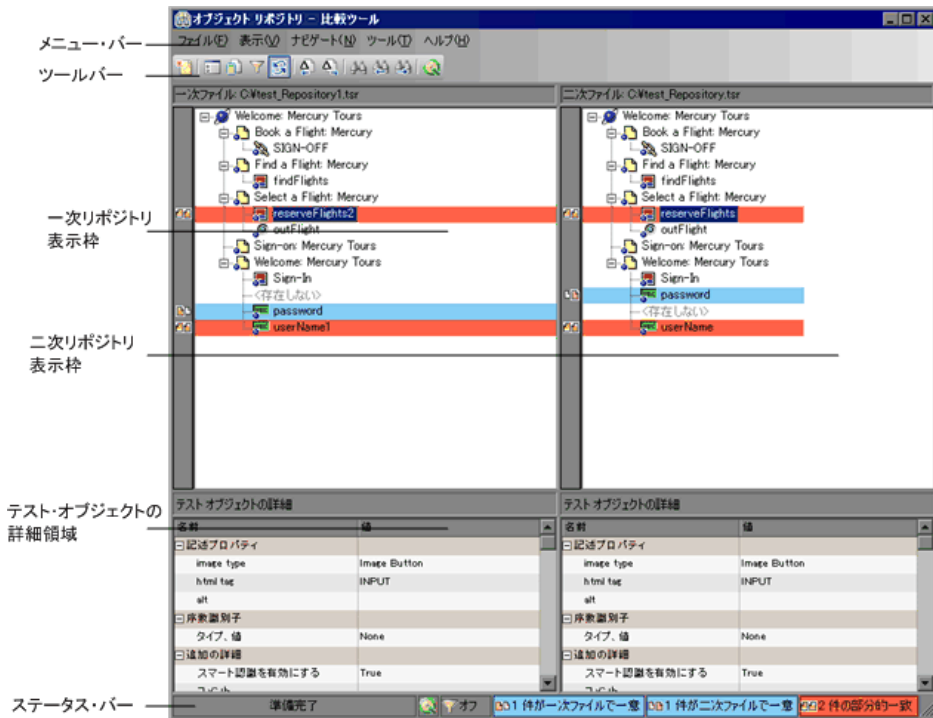 オブジェクト リポジトリ - 比較ツール
メニュー・バー
ファイル(F) 表示(V) ナビゲート(N) ツール(T) ヘルプ(H)
ツールバー
一次ファイル: C:¥test_Repository1.tsr
二次ファイル: C:¥test_Repository.tsr
Welcome: Mercury Tours
Book a Flight: Mercury
SIGN-OFF
Find a Flight: Mercury
findFlights
Select a Flight: Mercury
reserveFlights2
outFlight
Sign-on: Mercury Tours
Welcome: Mercury Tours
Sign-In
<存在しない>
password
userName1
Welcome: Mercury Tours
Book a Flight: Mercury
SIGN-OFF
Find a Flight: Mercury
findFlights
Select a Flight: Mercury
reserveFlights
outFlight
Sign-on: Mercury Tours
Welcome: Mercury Tours
Sign-In
password
<存在しない>
userName
一次リポジトリ
表示枠
二次リポジトリ
表示枠
テスト・オブジェクトの
詳細領域
テスト オブジェクトの詳細
名前 値
記述プロパティ
image type Image Button
html tag INPUT
alt
序数識別子
タイプ、値 None
追加の詳細
スマート認識を有効にする True
テスト オブジェクトの詳細
名前 値
記述プロパティ
image type Image Button
html tag INPUT
alt
序数識別子
タイプ、値 None
追加の詳細
スマート認識を有効にする True
ステータス・バー
準備完了
オフ
1 件が一次ファイルで一意
1 件が二次ファイルで一意
2 件の部分的一致